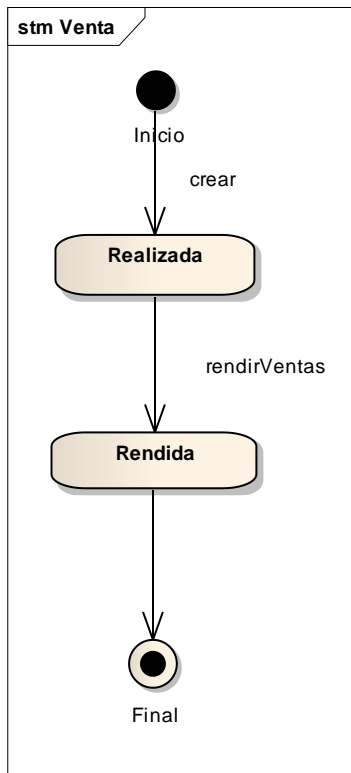 stm Venta
Inicio
crear
Realizada
rendirVentas
Rendida
Final